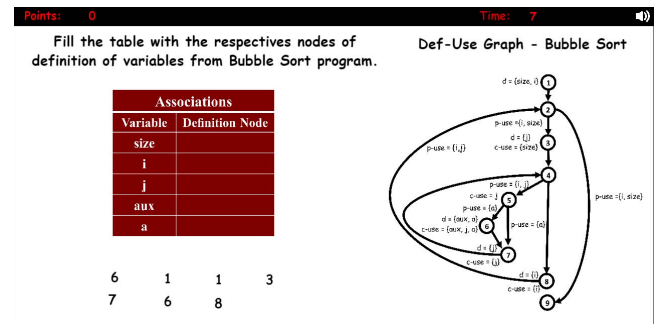 Points: 0 Time: 7
Fill the table with the respectives nodes of
definition of variables from Bubble Sort program.
Associations
Variable Definition Node
size
i
j
aux
a
6 1 1 3
7 6 8
Def-Use Graph - Bubble Sort
d = {size, i} 1
2
p-use ={i, size}
d = {j}
c-use = {size} 3
p-use = {i,j}
4
p-use = {i, j}
c-use = j 5
p-use = {a}
p-use ={i, size}
d = {aux, a}
c-use = {aux, j, a} 6
p-use = {a}
d = {j} 7
c-use = {j}
d = {i} 8
c-use = {i}
9